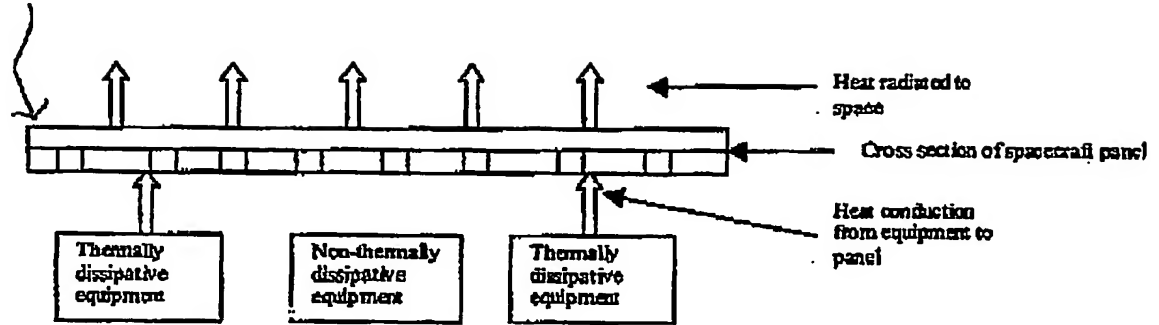 Heat radiated to
space
Cross section of spacecraft panel
Heat conduction
from equipment to
panel
Thermally
dissipative
equipment
Non-thermally
dissipative
equipment
Thermally
dissipative
equipment